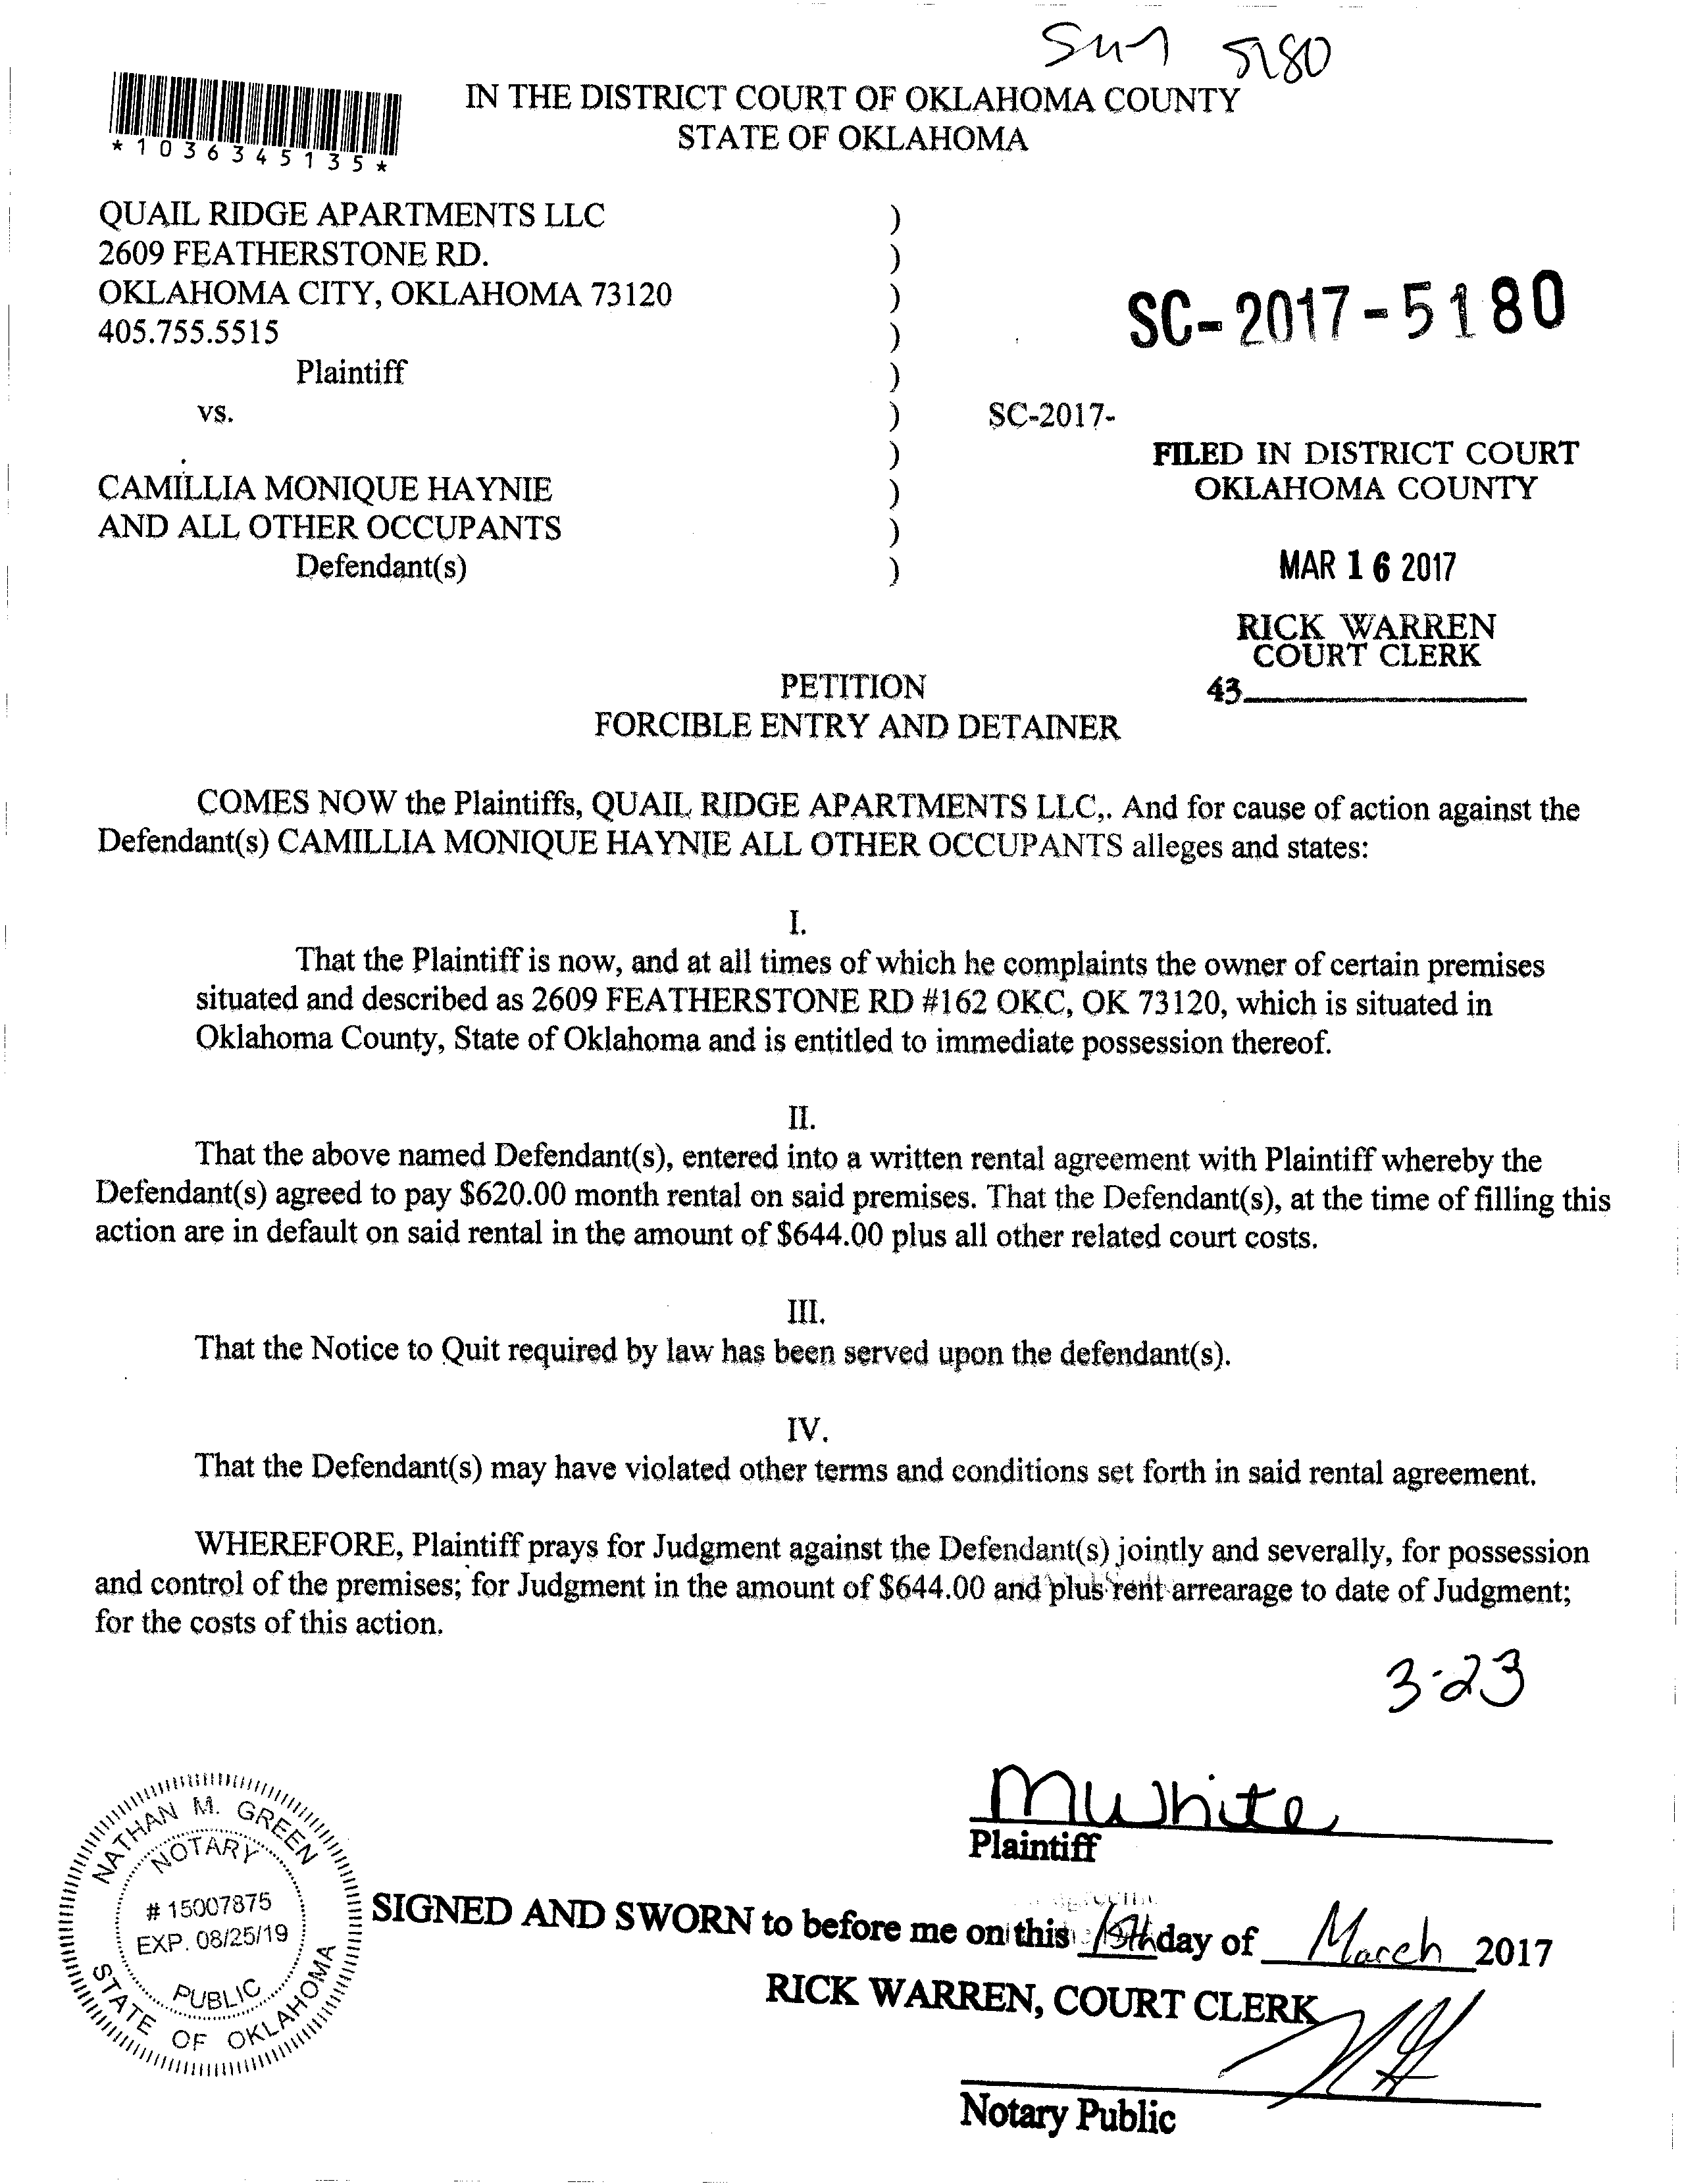 Sm 5180
IN THE DISTRICT COURT OF OKLAHOMA COUNTY
STATE OF OKLAHOMA
*1036345135*
QUAIL RIDGE APARTMENTS LLC )
2609 FEATHERSTONE RD. )
OKLAHOMA CITY, OKLAHOMA 73120 )
405.755.5515 )
Plaintiff )
vs. )
)
CAMILLIA MONIQUE HAYNIE )
AND ALL OTHER OCCUPANTS )
Defendant(s) )
SC-2017-5180
SC-2017-
FILED IN DISTRICT COURT
OKLAHOMA COUNTY
MAR 16 2017
RICK WARREN
COURT CLERK
43
PETITION
FORCIBLE ENTRY AND DETAINER
COMES NOW the Plaintiffs, QUAIL RIDGE APARTMENTS LLC,. And for cause of action against the
Defendant(s) CAMILLIA MONIQUE HAYNIE ALL OTHER OCCUPANTS alleges and states:
I.
That the Plaintiff is now, and at all times of which he complaints the owner of certain premises
situated and described as 2609 FEATHERSTONE RD #162 OKC, OK 73120, which is situated in
Oklahoma County, State of Oklahoma and is entitled to immediate possession thereof.
II.
That the above named Defendant(s), entered into a written rental agreement with Plaintiff whereby the
Defendant(s) agreed to pay $620.00 month rental on said premises. That the Defendant(s), at the time of filling this
action are in default on said rental in the amount of $644.00 plus all other related court costs.
III.
That the Notice to Quit required by law has been served upon the defendant(s).
IV.
That the Defendant(s) may have violated other terms and conditions set forth in said rental agreement.
WHEREFORE, Plaintiff prays for Judgment against the Defendant(s) jointly and severally, for possession
and control of the premises; for Judgment in the amount of $644.00 and plus rent arrearage to date of Judgment;
for the costs of this action.
3-23
MWhite
Plaintiff
NATHAN M. GREEN
NOTARY
# 15007875
EXP. 08/25/19
PUBLIC
STATE OF OKLAHOMA
SIGNED AND SWORN to before me on this 15th day of March 2017
RICK WARREN, COURT CLERK
Notary Public